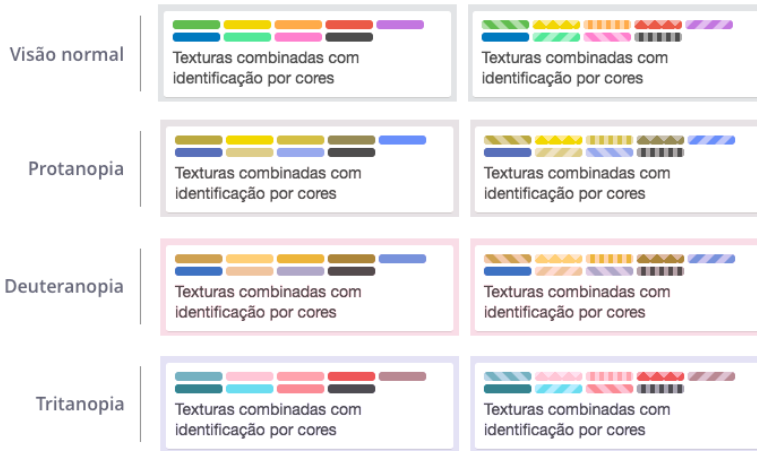 Visão normal
Texturas combinadas com
identificação por cores
Texturas combinadas com
identificação por cores
Protanopia
Texturas combinadas com
identificação por cores
Texturas combinadas com
identificação por cores
Deuteranopia
Texturas combinadas com
identificação por cores
Texturas combinadas com
identificação por cores
Tritanopia
Texturas combinadas com
identificação por cores
Texturas combinadas com
identificação por cores